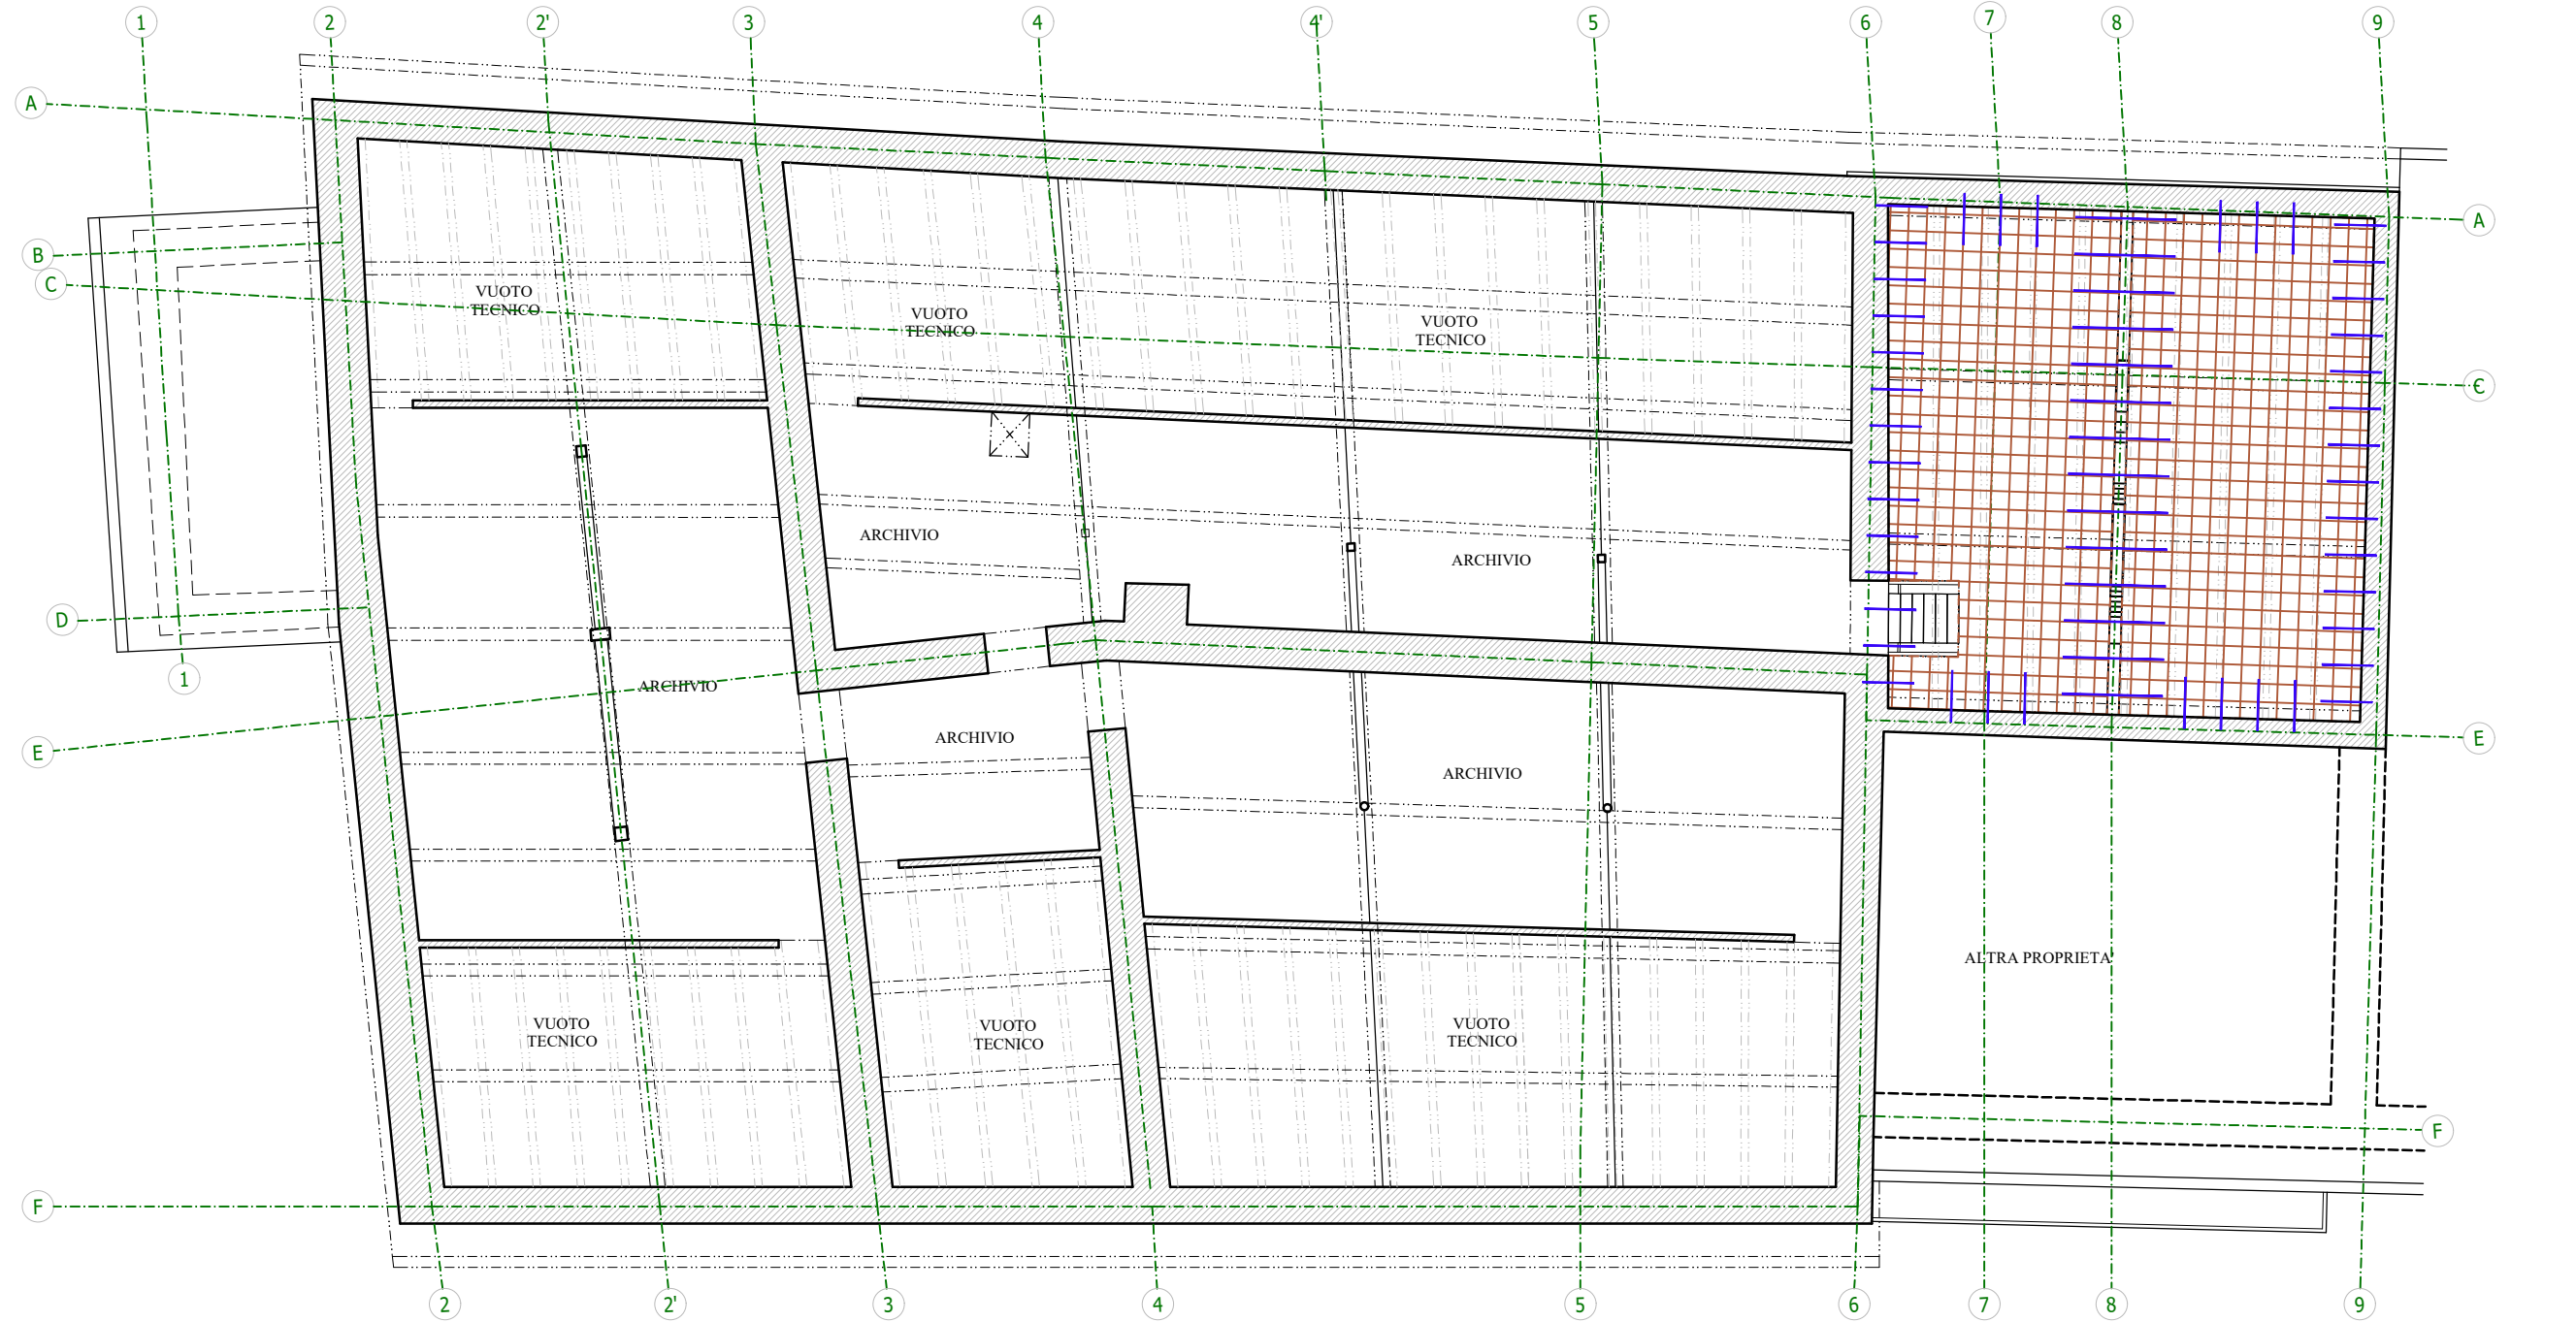 1
2
2'
3
4
4'
5
6
7
8
9
A
A
B
C
VUOTO
TECNICO
VUOTO
TECNICO
VUOTO
TECNICO
C
ARCHIVIO
ARCHIVIO
D
1
ARCHIVIO
E
ARCHIVIO
E
ARCHIVIO
ALTRA PROPRIETA'
VUOTO
TECNICO
VUOTO
TECNICO
VUOTO
TECNICO
F
F
2
2'
3
4
5
6
7
8
9